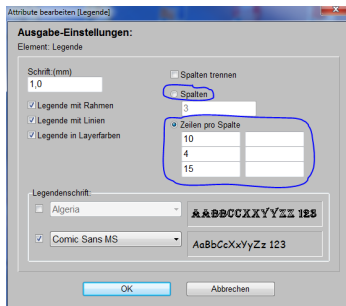 Attribute bearbeiten [Legende]
Ausgabe-Einstellungen:
Element: Legende
Schrift:(mm)
1,0
Spalten trennen
Spalten
3
Legende mit Rahmen
Legende mit Linien
Legende in Layerfarben
Zeilen pro Spalte
10
4
15
Legendenschrift:
Algeria
AABBCCXXYYZZ 123
Comic Sans MS
AaBbCcXxYyZz 123
OK
Abbrechen